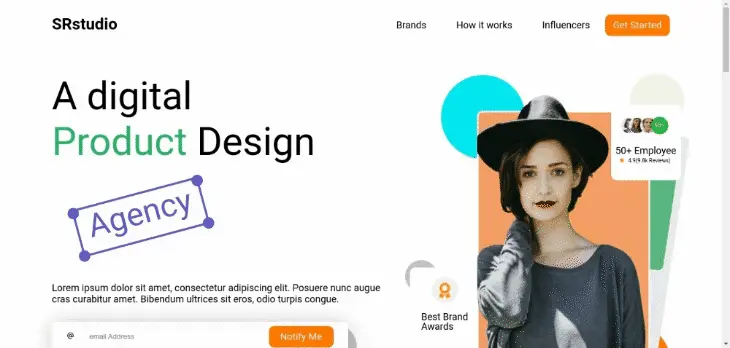 SRstudio
Brands
How it works
Influencers
Get Started
A digital
Product Design
Agency
50+ Employee
4.9(9.8k Reviews)
Lorem ipsum dolor sit amet, consectetur adipiscing elit. Posuere nunc augue
cras curabitur amet. Bibendum ultrices sit eros, odio turpis congue.
Best Brand
Awards
@ email Address
Notify Me